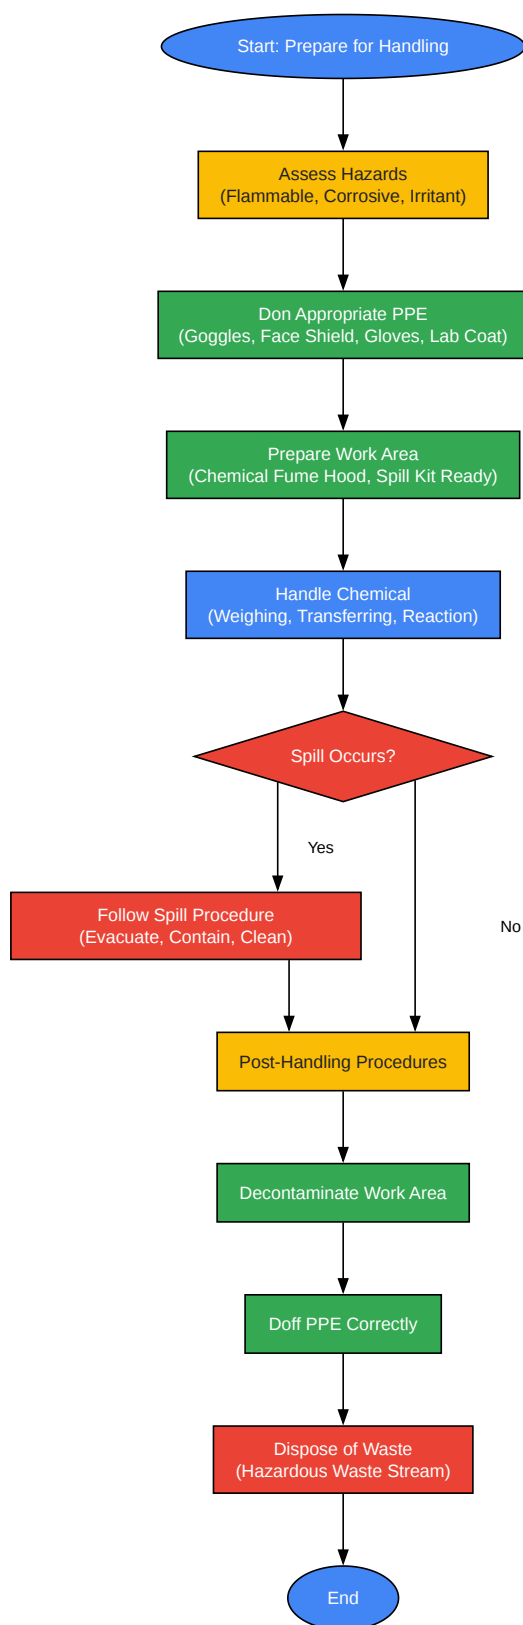 Start: Prepare for Handling
Assess Hazards
(Flammable, Corrosive, Irritant)
Don Appropriate PPE
(Goggles, Face Shield, Gloves, Lab Coat)
Prepare Work Area
(Chemical Fume Hood, Spill Kit Ready)
Handle Chemical
(Weighing, Transferring, Reaction)
Spill Occurs?
Yes
Follow Spill Procedure
(Evacuate, Contain, Clean)
No
Post-Handling Procedures
Decontaminate Work Area
Doff PPE Correctly
Dispose of Waste
(Hazardous Waste Stream)
End